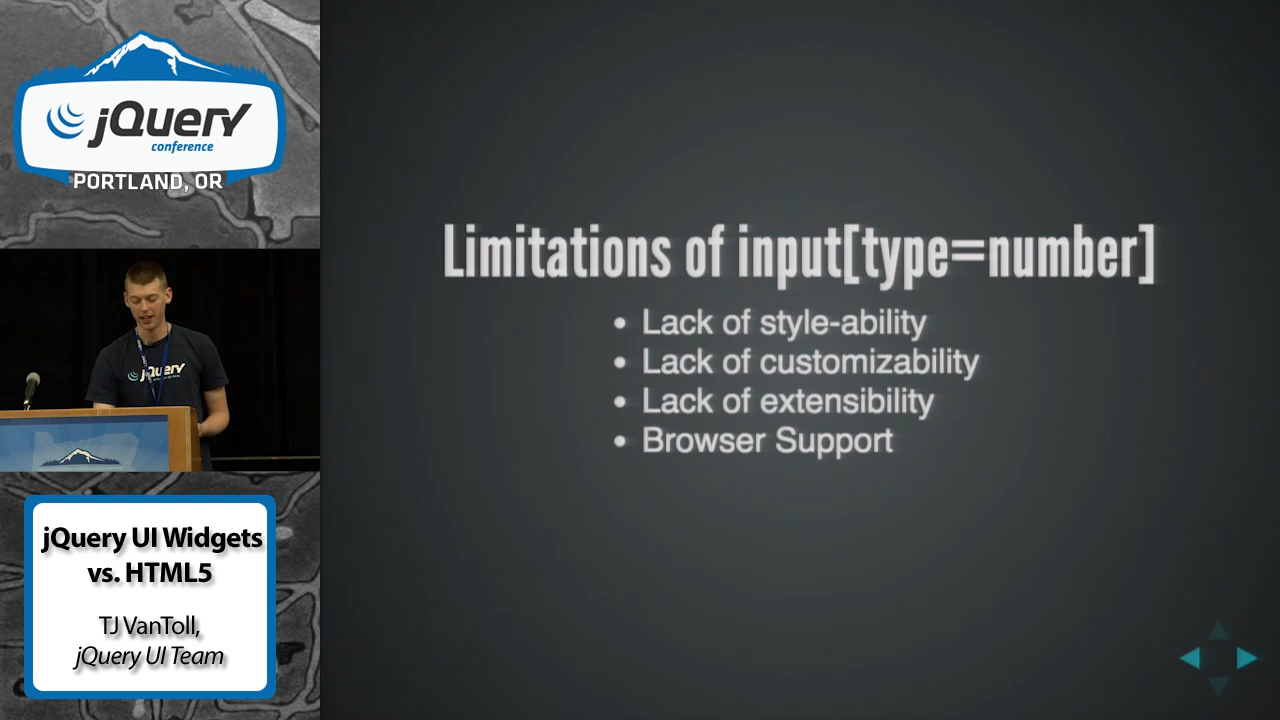 jQuery
conference
PORTLAND, OR
jQuery
jQuery UI Widgets
vs. HTML5
TJ VanToll,
jQuery UI Team
Limitations of input[type=number]
• Lack of style-ability
• Lack of customizability
• Lack of extensibility
• Browser Support